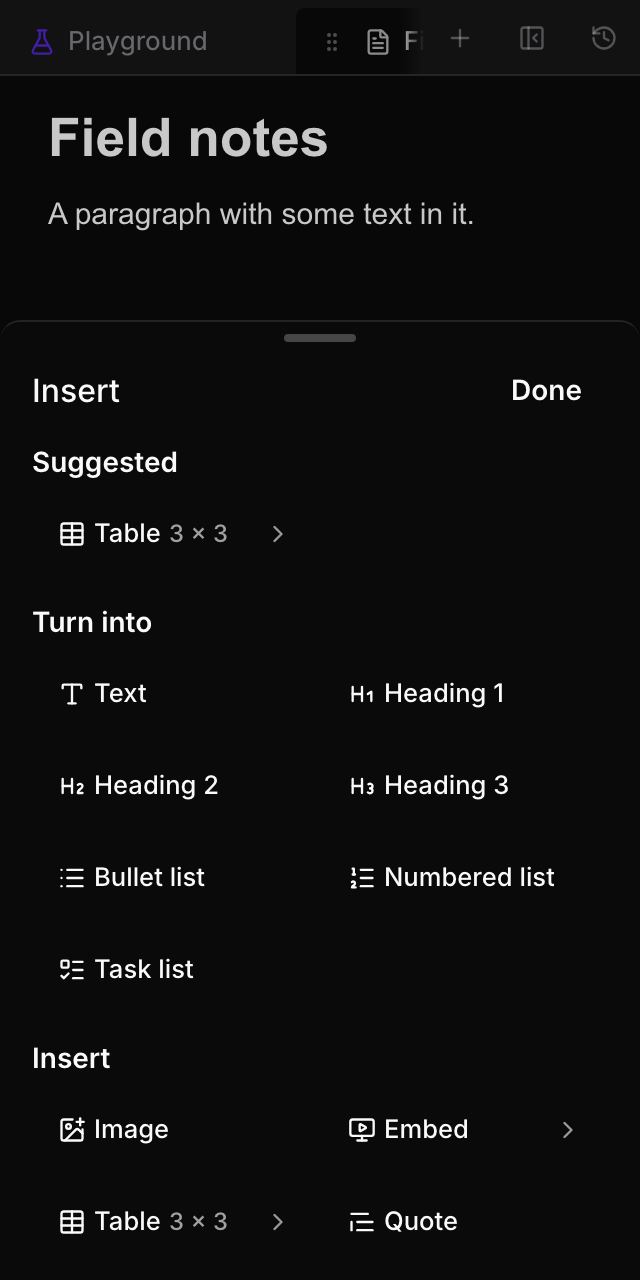 Playground
Field notes
A paragraph with some text in it.
Insert
Done
Suggested
Table 3 × 3
Turn into
Text
Heading 1
Heading 2
Heading 3
Bullet list
Numbered list
Task list
Insert
Image
Embed
Table 3 × 3
Quote